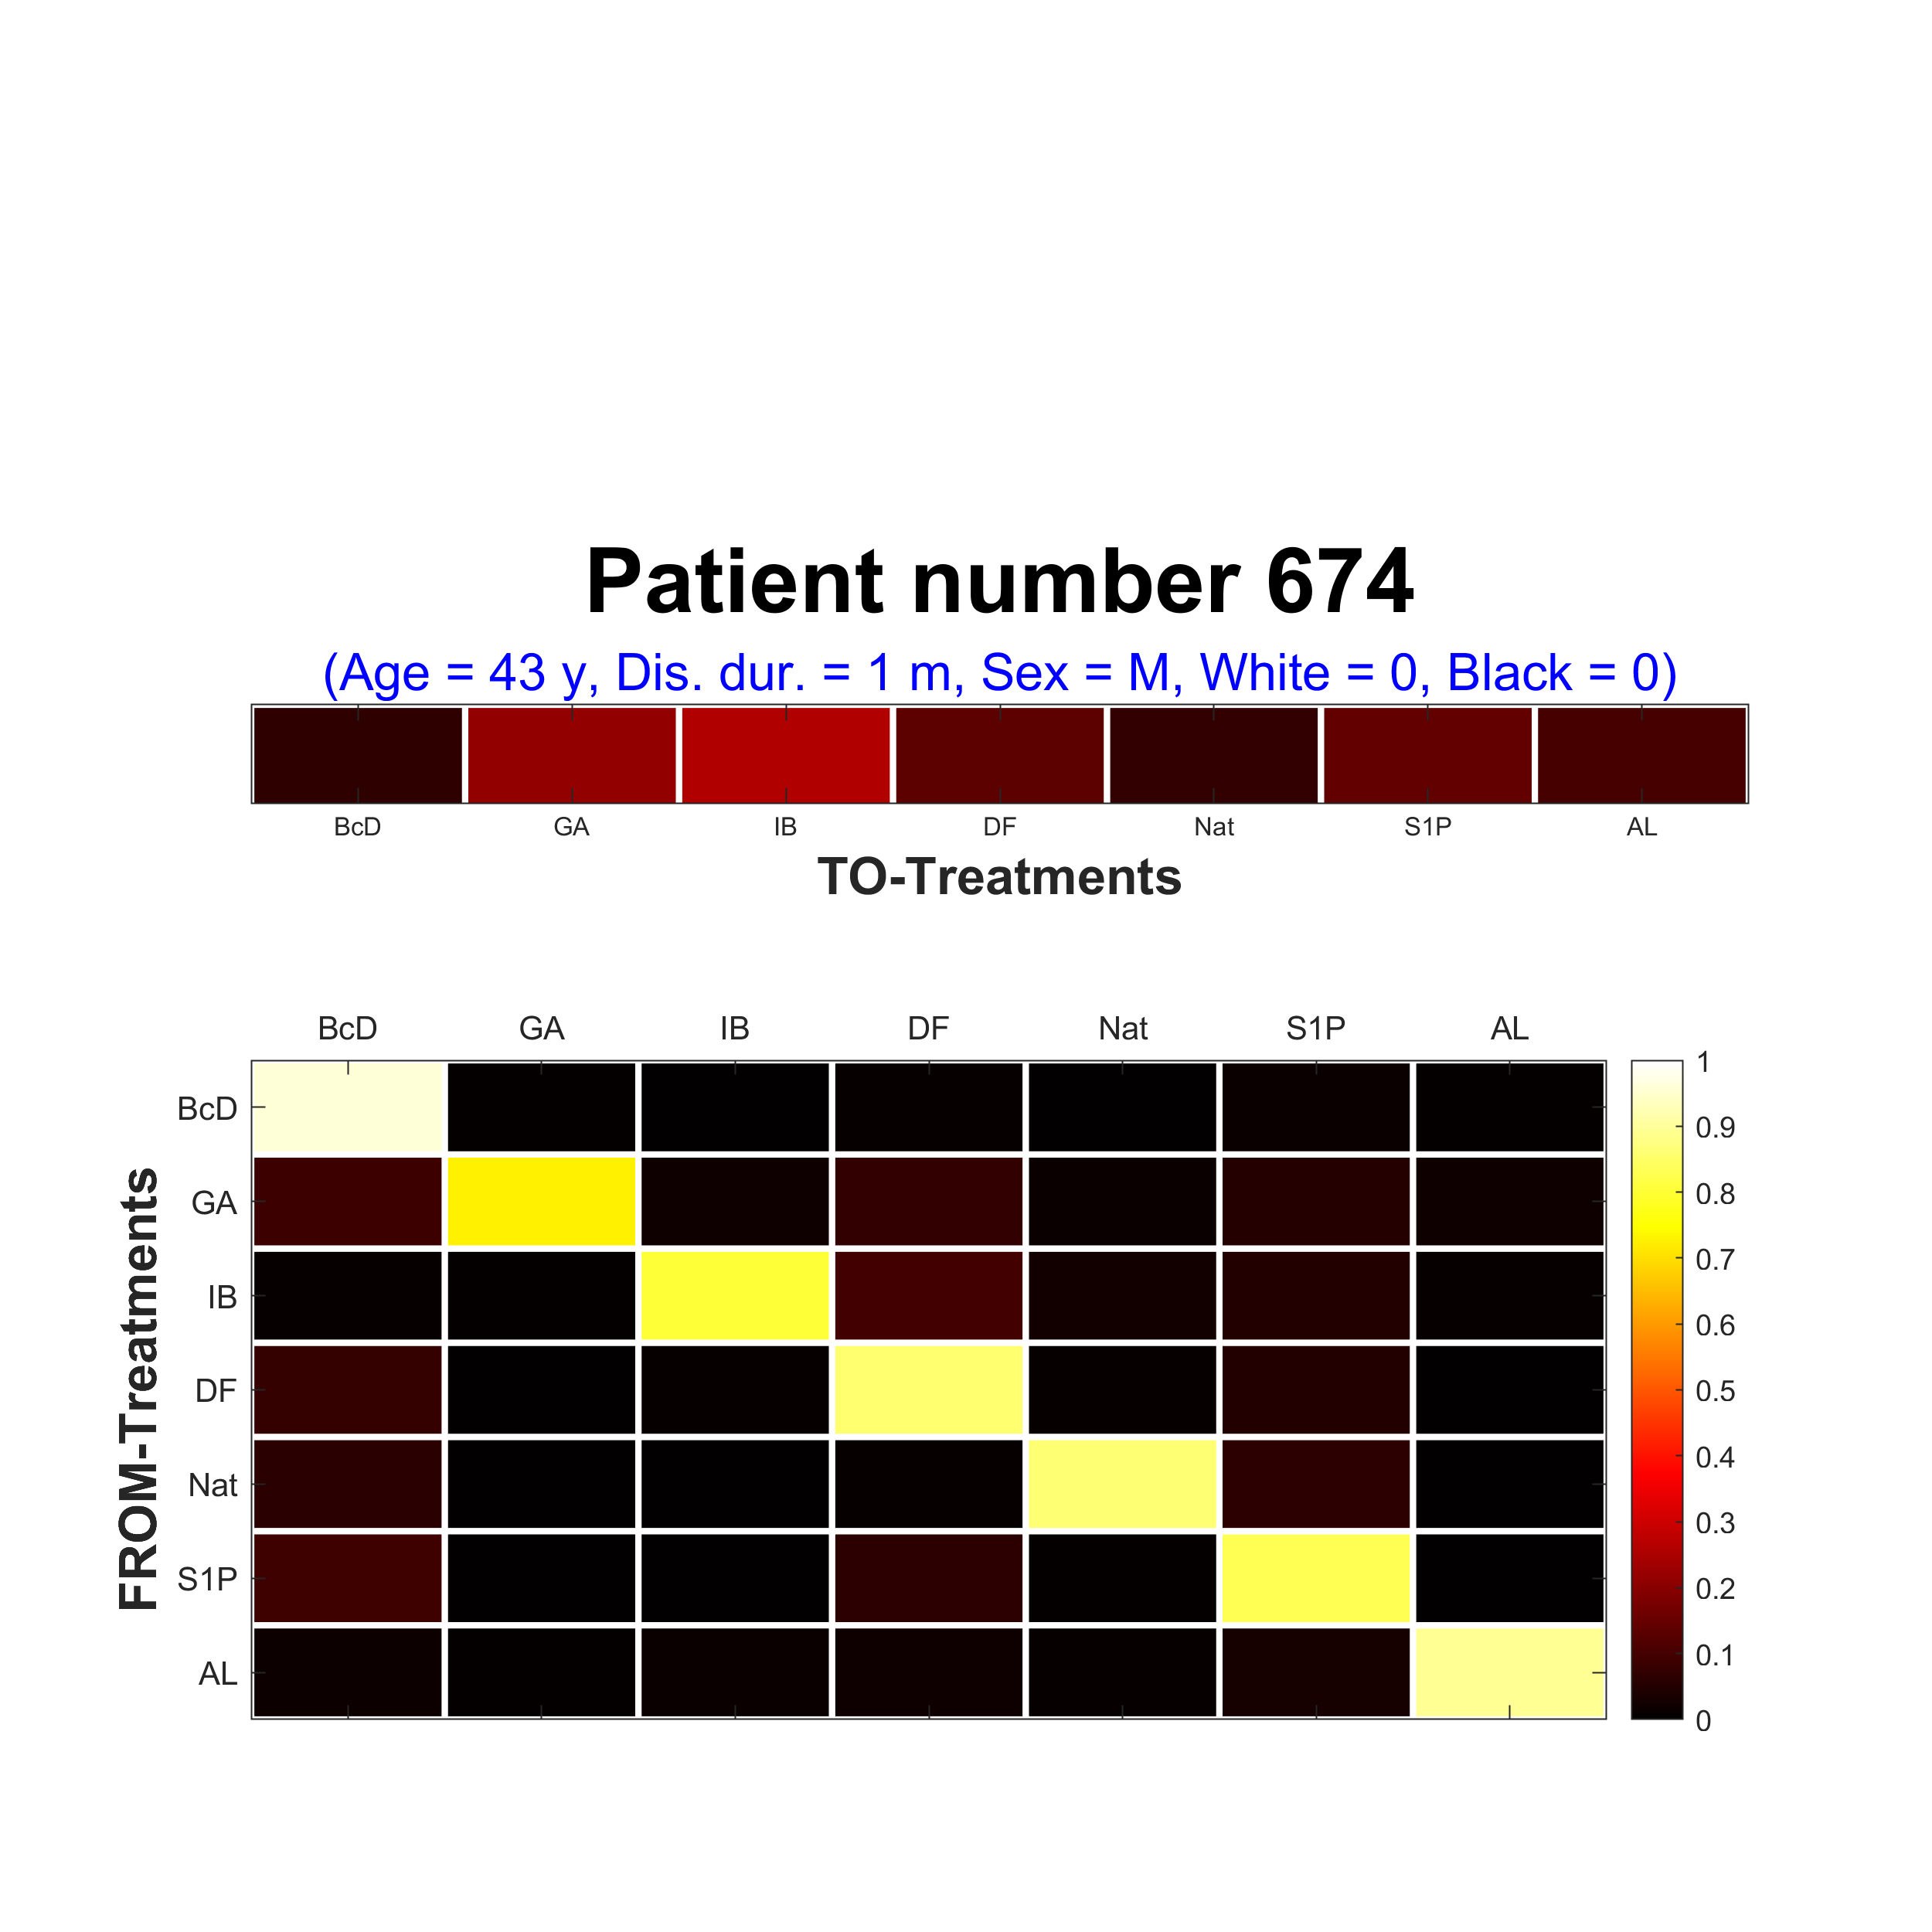 Patient number 674
(Age = 43 y, Dis. dur. = 1 m, Sex = M, White = 0, Black = 0)
BcD GA IB DF Nat S1P AL
TO-Treatments
BcD GA IB DF Nat S1P AL
FROM-Treatments
BcD
GA
IB
DF
Nat
S1P
AL
1
0.9
0.8
0.7
0.6
0.5
0.4
0.3
0.2
0.1
0